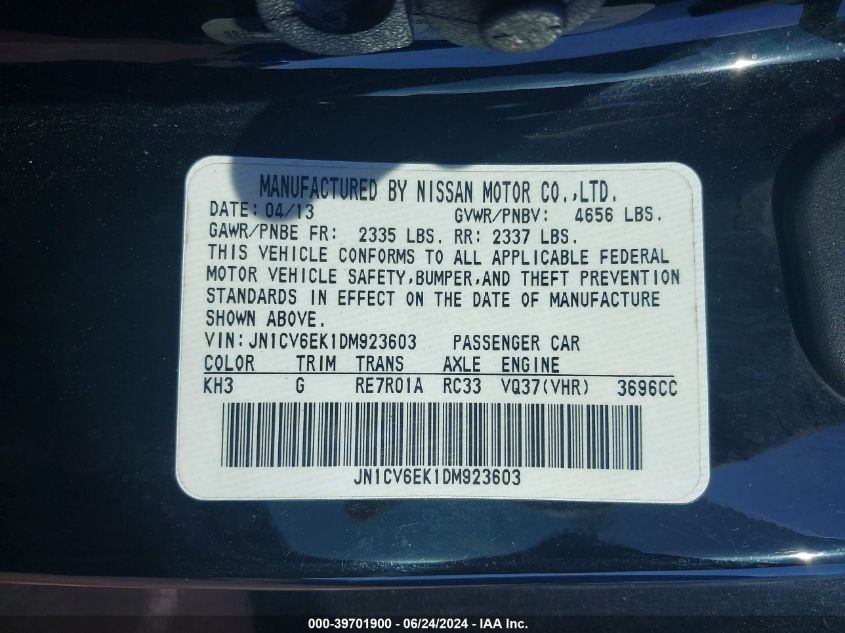 MANUFACTURED BY NISSAN MOTOR CO.,LTD.
DATE: 04/13 GVWR/PNBV: 4656 LBS.
GAWR/PNBE FR: 2335 LBS. RR: 2337 LBS.
THIS VEHICLE CONFORMS TO ALL APPLICABLE FEDERAL
MOTOR VEHICLE SAFETY,BUMPER,AND THEFT PREVENTION
STANDARDS IN EFFECT ON THE DATE OF MANUFACTURE
SHOWN ABOVE.
VIN:JN1CV6EK1DM923603 PASSENGER CAR
COLOR TRIM TRANS AXLE ENGINE
KH3 G RE7R01A RC33 VQ37(VHR) 3696CC
JN1CV6EK1DM923603
000-39701900 - 06/24/2024 - IAA Inc.